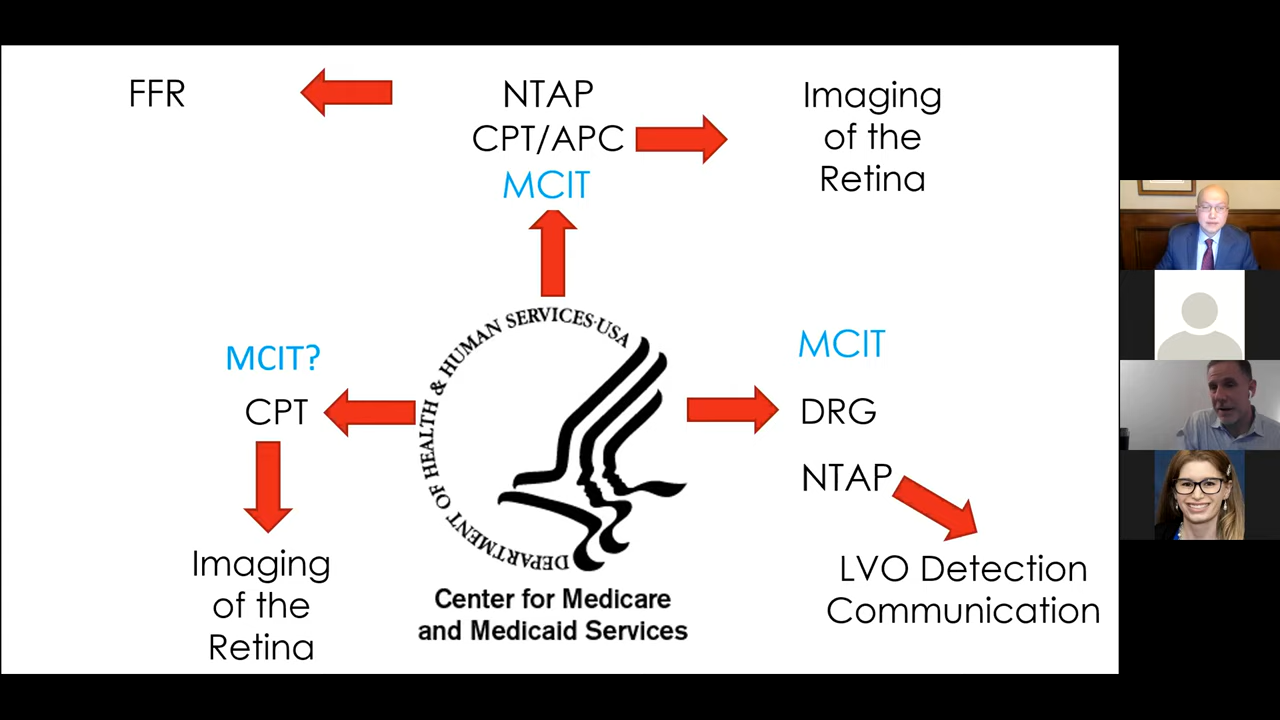 FFR
NTAP
CPT/APC
MCIT
Imaging
of the
Retina
MCIT?
CPT
Imaging
of the
Retina
DEPARTMENT OF HEALTH & HUMAN SERVICES·USA
Center for Medicare
and Medicaid Services
MCIT
DRG
NTAP
LVO Detection
Communication